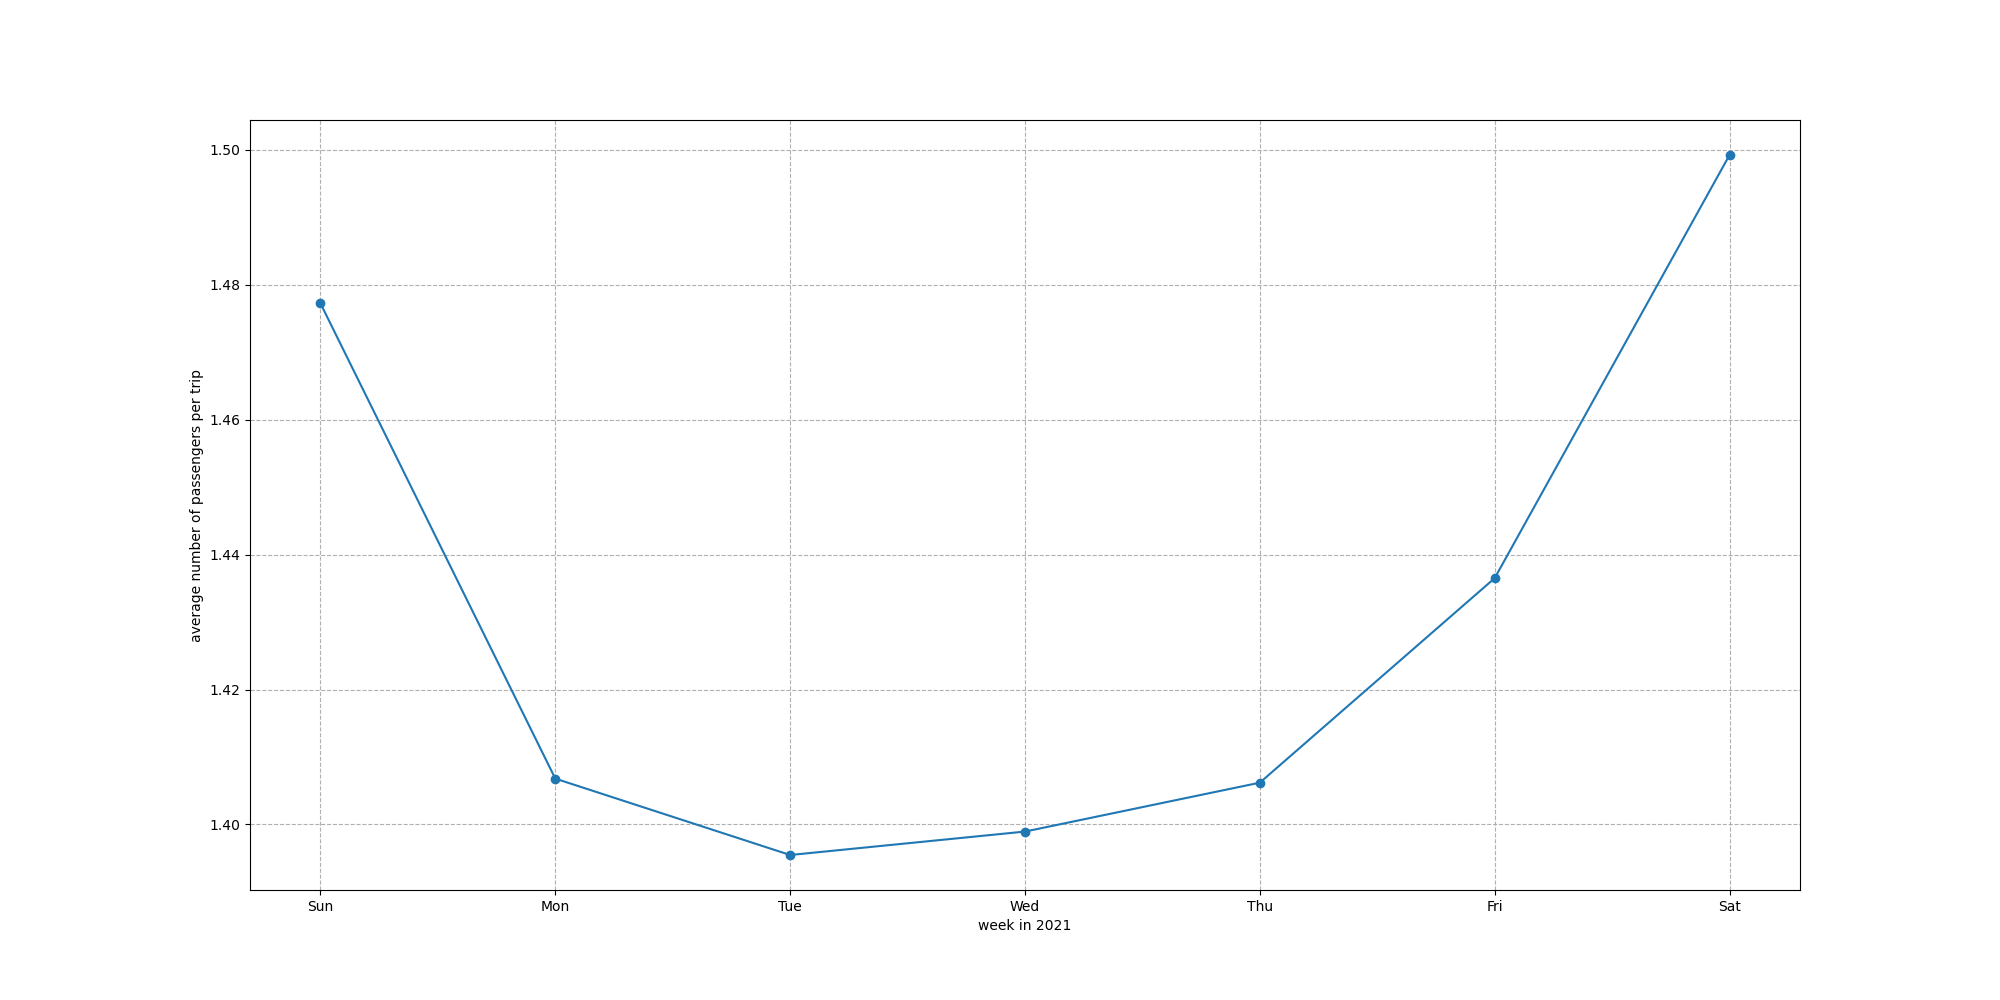 1.50
1.48
1.46
1.44
1.42
1.40
average number of passengers per trip
Sun Mon Tue Wed Thu Fri Sat
week in 2021